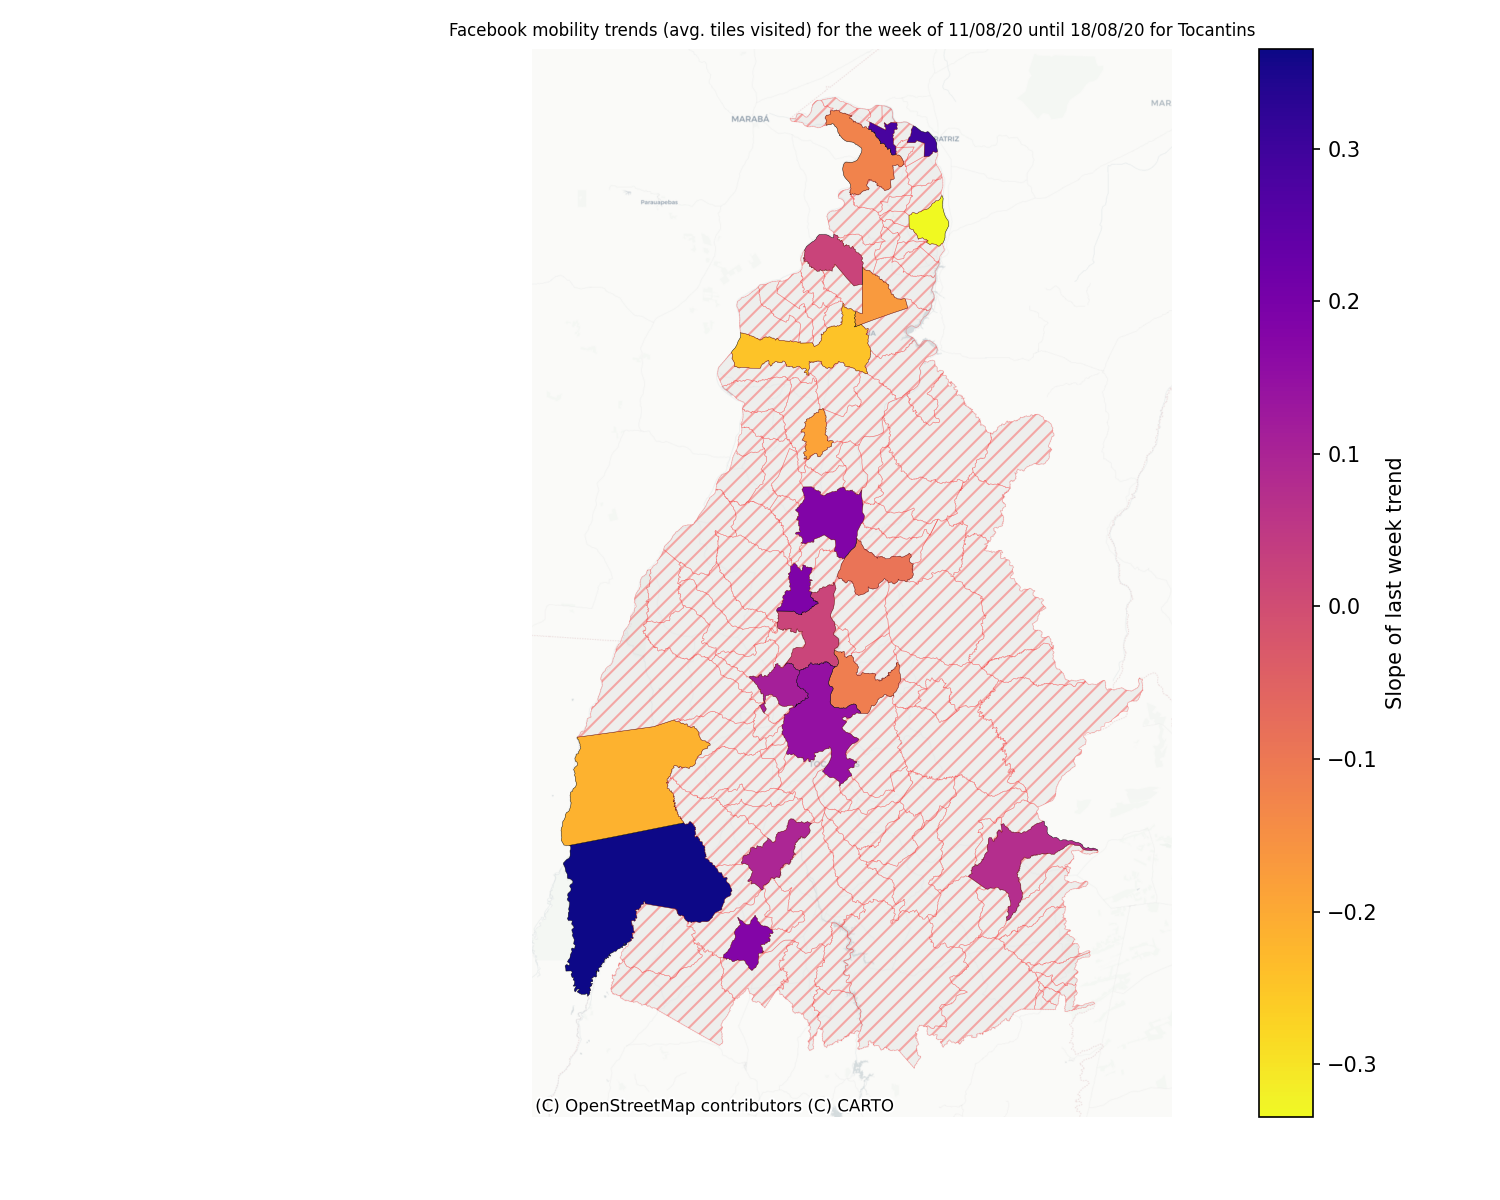 Facebook mobility trends (avg. tiles visited) for the week of 11/08/20 until 18/08/20 for Tocantins
MAR
MARABÁ
ATRIZ
Parauapebas
0.3
0.2
0.1
0.0
−0.1
−0.2
−0.3
Slope of last week trend
(C) OpenStreetMap contributors (C) CARTO